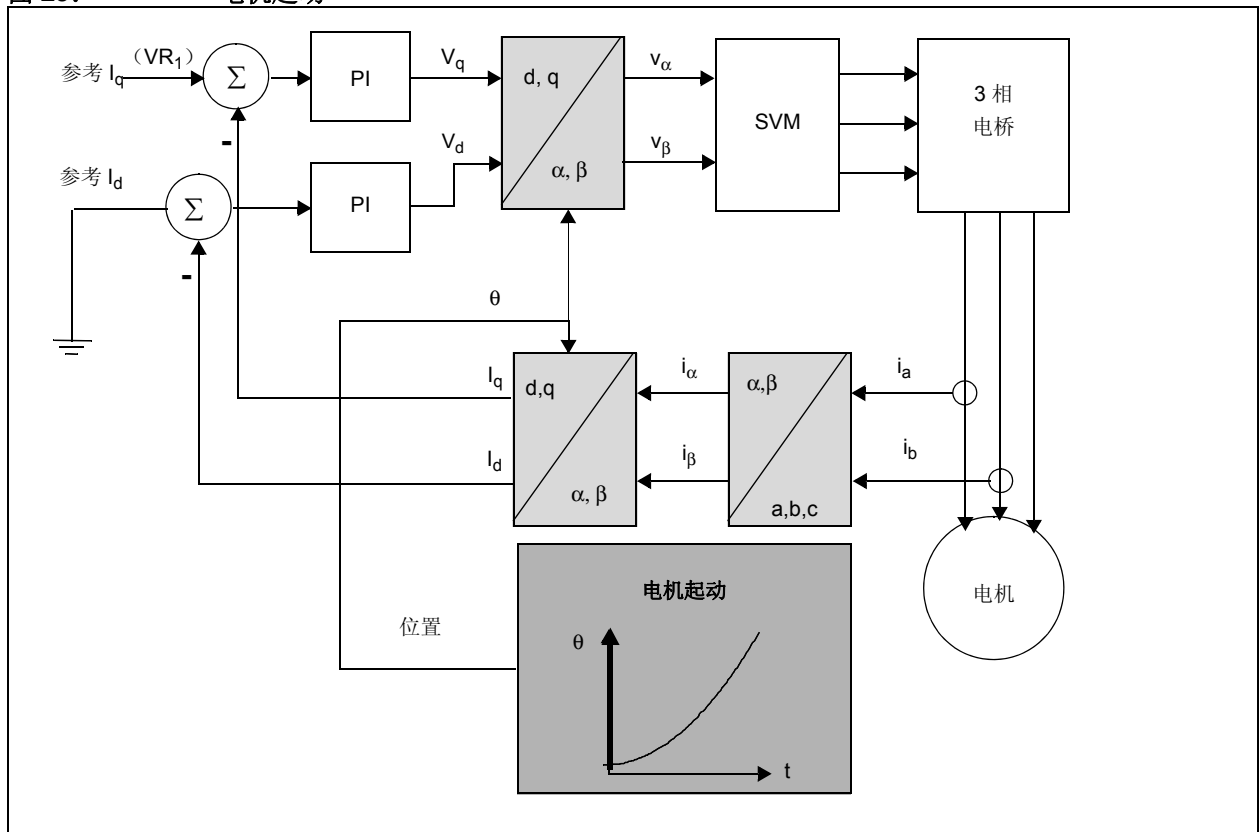 参考 Iq
（VR1）
Σ
PI
Vq
d, q
α, β
vα
vβ
SVM
3 相
电桥
-
参考 Id
Σ
PI
Vd
-
θ
Iq
Id
d,q
α, β
iα
iβ
α,β
a,b,c
ia
ib
电机
位置
电机起动
θ
t